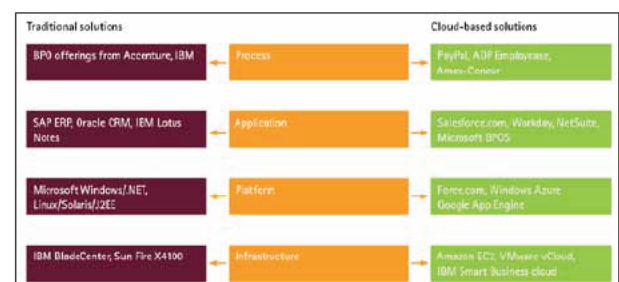 Traditional solutions
Cloud-based solutions
BPO offerings from Accenture, IBM
Process
PayPal, ADP Employease,
Amex-Concur
SAP ERP, Oracle CRM, IBM Lotus
Notes
Application
Salesforce.com, Workday, NetSuite,
Microsoft BPOS
Microsoft Windows/.NET,
Linux/Solaris/J2EE
Platform
Force.com, Windows Azure
Google App Engine
IBM BladeCenter, Sun Fire X4100
Infrastructure
Amazon EC2, VMware vCloud,
IBM Smart Business cloud